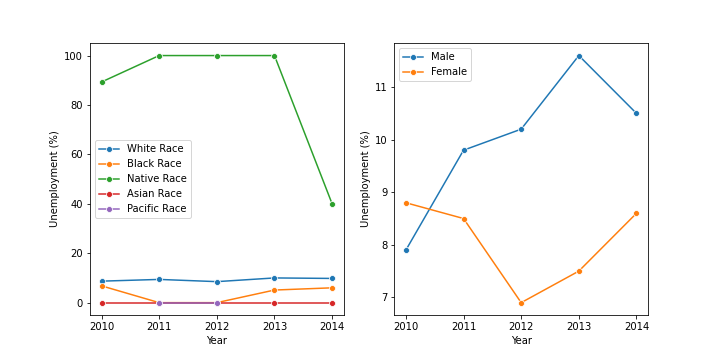 100
80
60
40
20
0
Unemployment (%)
White Race
Black Race
Native Race
Asian Race
Pacific Race
2010 2011 2012 2013 2014
Year
11
10
9
8
7
Unemployment (%)
Male
Female
2010 2011 2012 2013 2014
Year